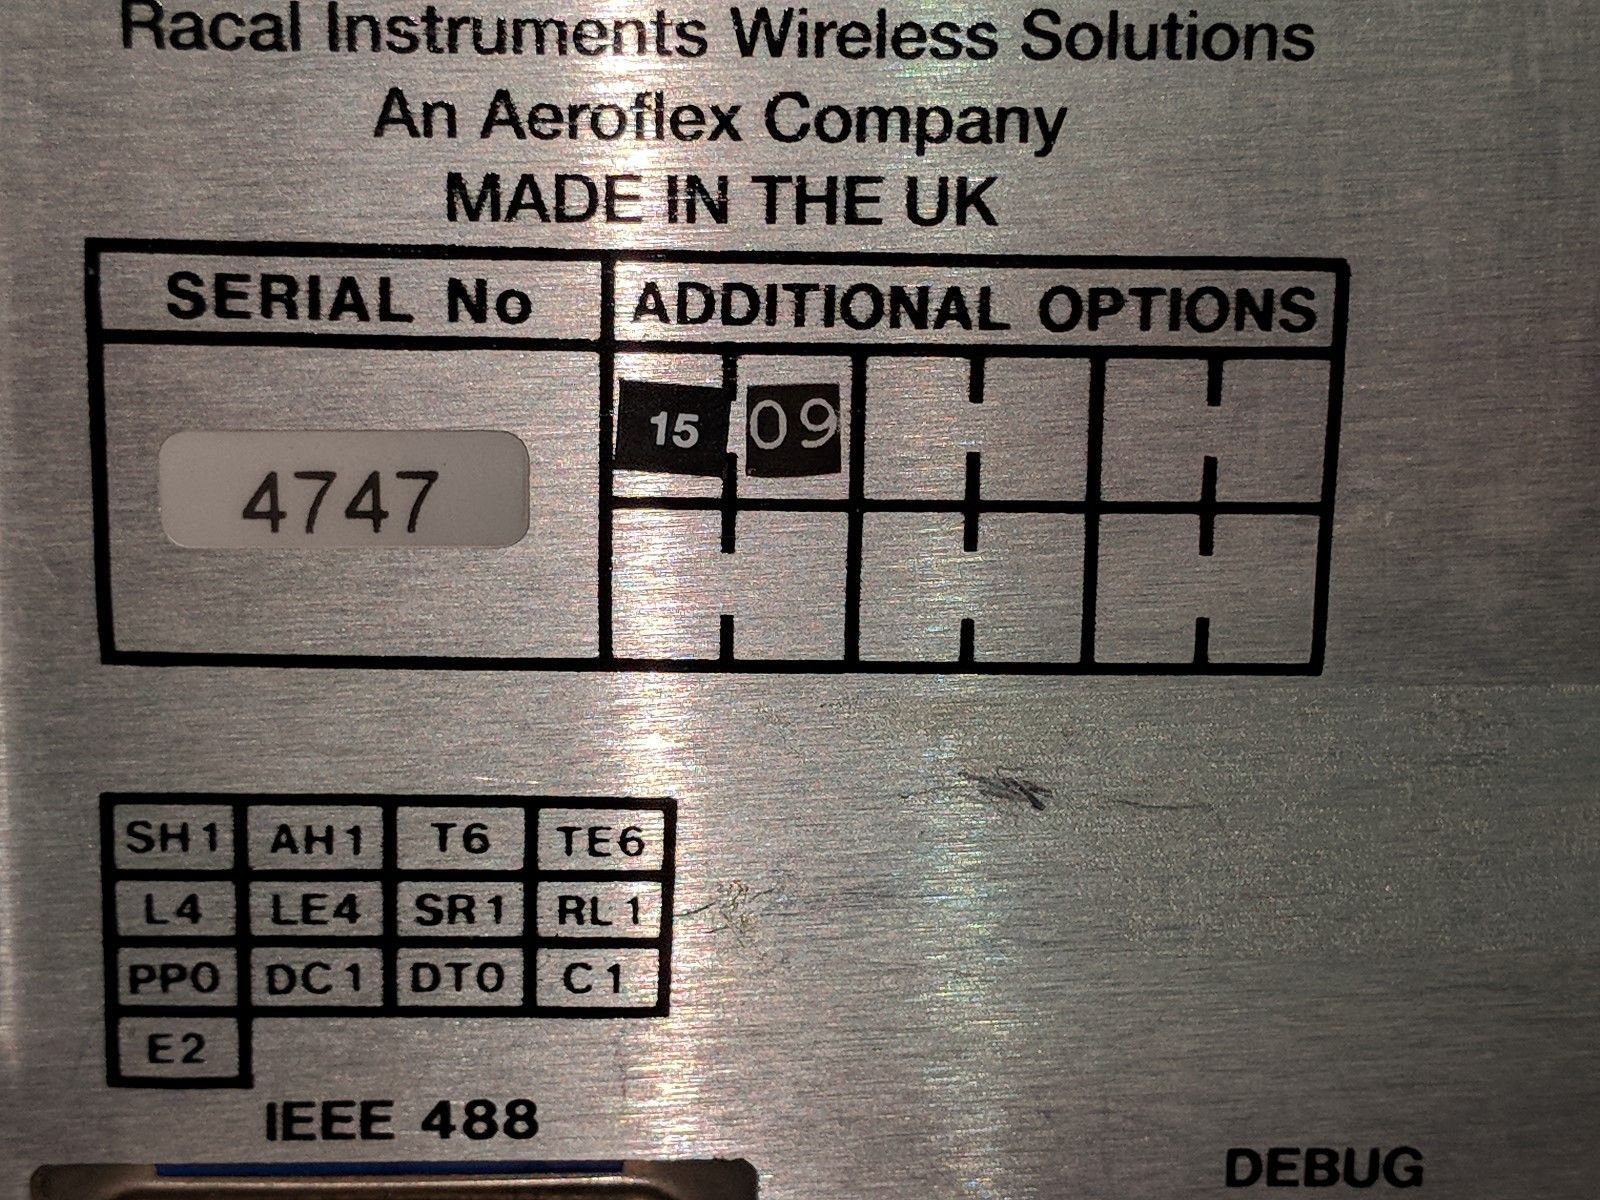 Racal Instruments Wireless Solutions
An Aeroflex Company
MADE IN THE UK
SERIAL No
ADDITIONAL OPTIONS
15 09
4747
SH1 AH1 T6 TE6
L4 LE4 SR1 RL1
PP0 DC1 DT0 C1
E2
IEEE 488
DEBUG